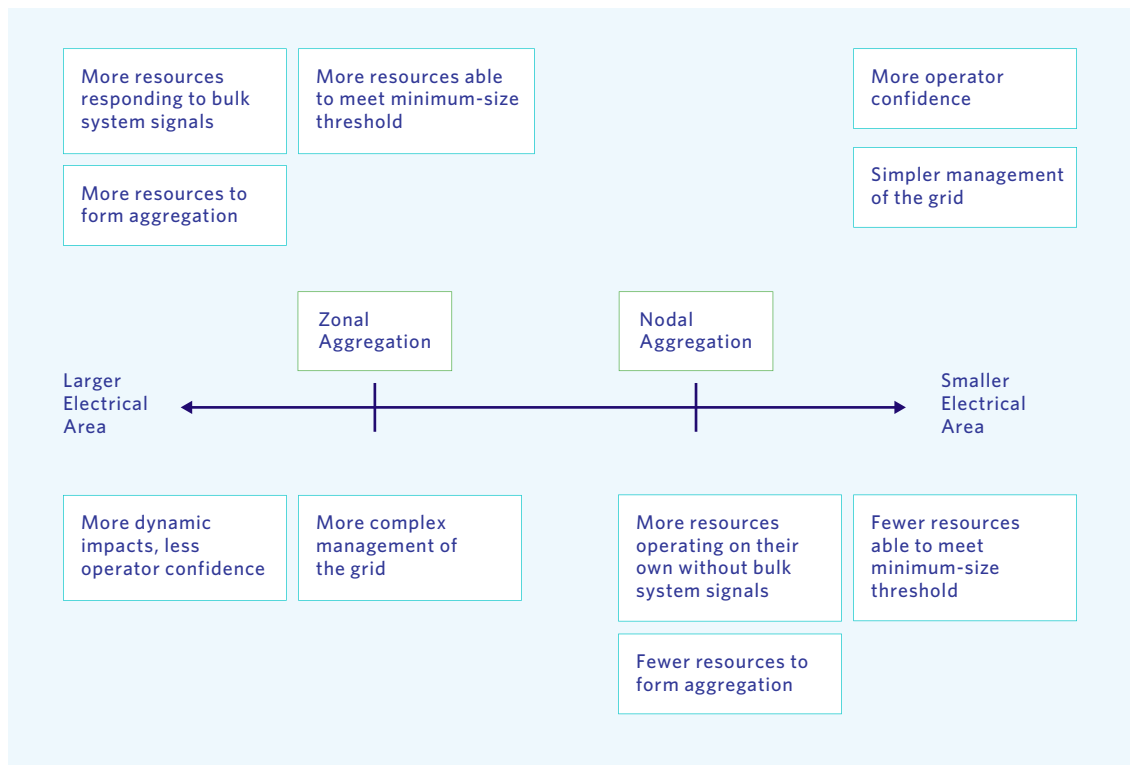 More resources
responding to bulk
system signals
More resources able
to meet minimum-size
threshold
More operator
confidence
More resources to
form aggregation
Simpler management
of the grid
Zonal
Aggregation
Nodal
Aggregation
Larger
Electrical
Area
Smaller
Electrical
Area
More dynamic
impacts, less
operator confidence
More complex
management of
the grid
More resources
operating on their
own without bulk
system signals
Fewer resources
able to meet
minimum-size
threshold
Fewer resources to
form aggregation